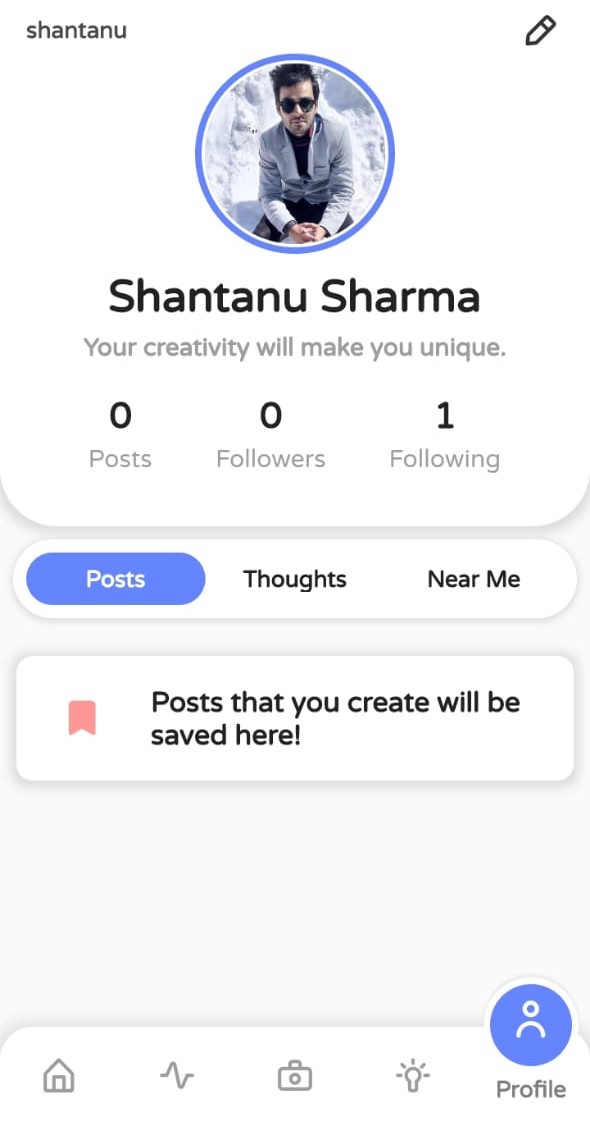 shantanu
Shantanu Sharma
Your creativity will make you unique.
0 0 1
Posts Followers Following
Posts Thoughts Near Me
Posts that you create will be
saved here!
Profile